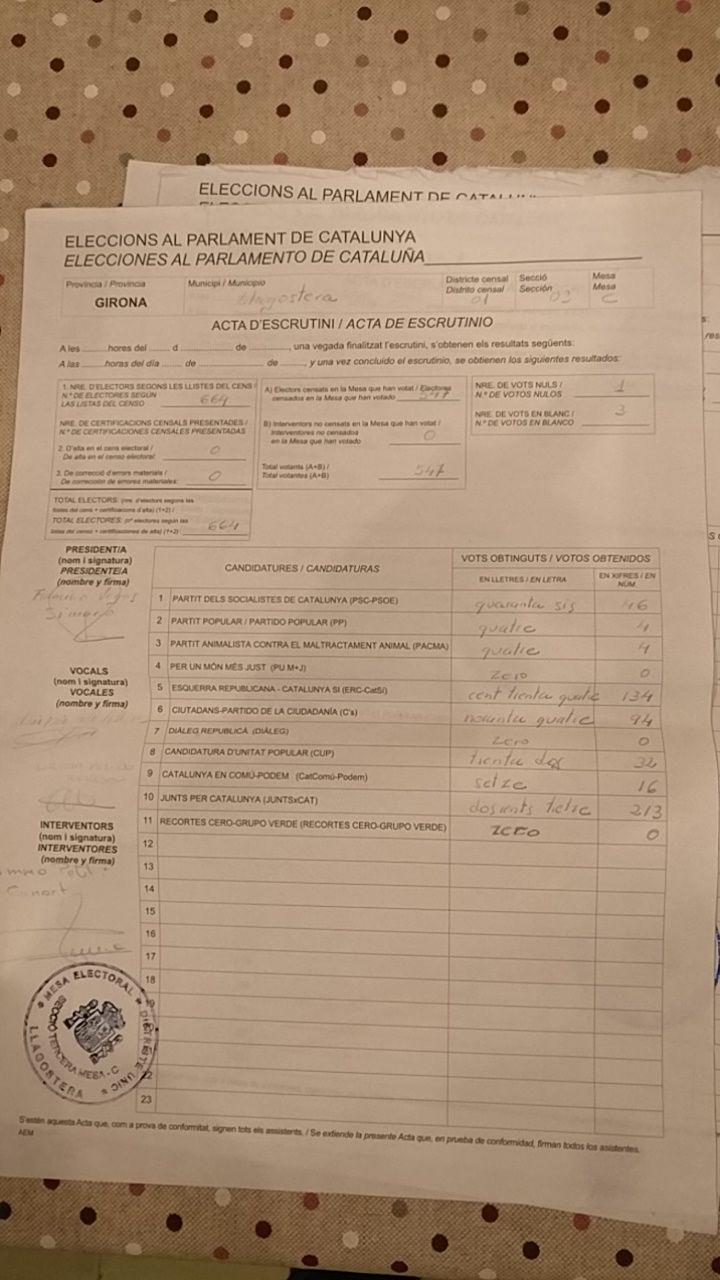 ELECCIONS AL PARLAMENT DE
ELECCIONS AL PARLAMENT DE CATALUNYA
ELECCIONES AL PARLAMENTO DE CATALUÑA
Provincia / Provincia
GIRONA
Municipi / Municipio
Llagostera
Districte censal
Distrito censal
01
Secció
Sección
03
Mesa
Mesa
C
ACTA D'ESCRUTINI / ACTA DE ESCRUTINIO
A les hores del d de , una vegada finalitzat l'escrutini, s'obtenen els resultats següents:
A las horas del día de de , y una vez concluido el escrutinio, se obtienen los siguientes resultados:
1. NRE. D'ELECTORS SEGONS LES LLISTES DEL CENS /
N.º DE ELECTORES SEGÚN
LAS LISTAS DEL CENSO 664
NRE. DE CERTIFICACIONS CENSALS PRESENTADES /
N.º DE CERTIFICACIONES CENSALES PRESENTADAS
2. D'alta en el cens electoral /
De alta en el censo electoral: 0
3. De correcció d'errors materials /
De corrección de errores materiales: 0
TOTAL ELECTORS: (nre. d'electors segons les
llistes del cens + certificacions d'alta) (1+2) /
TOTAL ELECTORES: (nº electores según las
listas del censo + certificaciones de alta) (1+2) 664
A) Electors censats en la Mesa que han votat / Electores
censados en la Mesa que han votado 547
B) Interventors no censats en la Mesa que han votat /
Interventores no censados
en la Mesa que han votado 0
Total votants (A+B) /
Total votantes (A+B) 547
NRE. DE VOTS NULS /
N.º DE VOTOS NULOS 1
NRE. DE VOTS EN BLANC /
N.º DE VOTOS EN BLANCO 3
PRESIDENT/A
(nom i signatura)
PRESIDENTE/A
(nombre y firma)
VOCALS
(nom i signatura)
VOCALES
(nombre y firma)
INTERVENTORS
(nom i signatura)
INTERVENTORES
(nombre y firma)
CANDIDATURES / CANDIDATURAS
VOTS OBTINGUTS / VOTOS OBTENIDOS
EN LLETRES / EN LETRA
EN XIFRES / EN NÚM.
1 PARTIT DELS SOCIALISTES DE CATALUNYA (PSC-PSOE) quaranta sis 46
2 PARTIT POPULAR / PARTIDO POPULAR (PP) quatre 4
3 PARTIT ANIMALISTA CONTRA EL MALTRACTAMENT ANIMAL (PACMA) quatre 4
4 PER UN MÓN MÉS JUST (PU M+J) zero 0
5 ESQUERRA REPUBLICANA - CATALUNYA SÍ (ERC-CatSí) cent trenta quatre 134
6 CIUTADANS-PARTIDO DE LA CIUDADANÍA (C's) noranta quatre 94
7 DIÀLEG REPUBLICÀ (DIÀLEG) zero 0
8 CANDIDATURA D'UNITAT POPULAR (CUP) trenta dos 32
9 CATALUNYA EN COMÚ-PODEM (CatComú-Podem) setze 16
10 JUNTS PER CATALUNYA (JUNTSxCAT) doscents tretze 213
11 RECORTES CERO-GRUPO VERDE (RECORTES CERO-GRUPO VERDE) zero 0
12
13
14
15
16
17
18
22
23
MESA ELECTORAL DISTRICTE UNIC
LLAGOSTERA
SECCIO TERCERA MESA - C
S'estén aquesta Acta que, com a prova de conformitat, signen tots els assistents. / Se extiende la presente Acta que, en prueba de conformidad, firman todos los asistentes.
AEM